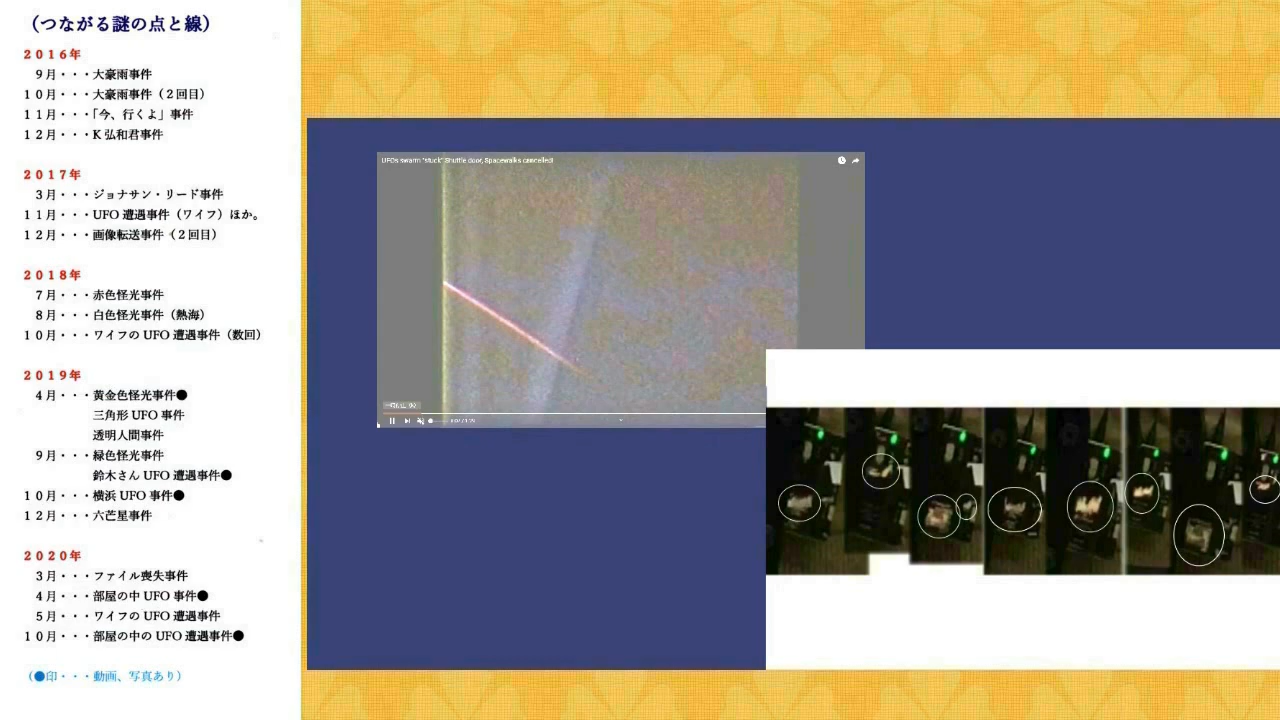 （つながる謎の点と線）
２０１６年
９月・・・大豪雨事件
１０月・・・大豪雨事件（２回目）
１１月・・・「今、行くよ」事件
１２月・・・K 弘和君事件
２０１７年
３月・・・ジョナサン・リード事件
１１月・・・UFO 遭遇事件（ワイフ）ほか。
１２月・・・画像転送事件（２回目）
２０１８年
７月・・・赤色怪光事件
８月・・・白色怪光事件（熱海）
１０月・・・ワイフの UFO 遭遇事件（数回）
２０１９年
４月・・・黄金色怪光事件●
三角形 UFO 事件
透明人間事件
９月・・・緑色怪光事件
鈴木さん UFO 遭遇事件●
１０月・・・横浜 UFO 事件●
１２月・・・六芒星事件
２０２０年
３月・・・ファイル喪失事件
４月・・・部屋の中 UFO 事件●
５月・・・ワイフの UFO 遭遇事件
１０月・・・部屋の中の UFO 遭遇事件●
（●印・・・動画、写真あり）
UFOs swarm "stuck" Shuttle door, Spacewalks cancelled!